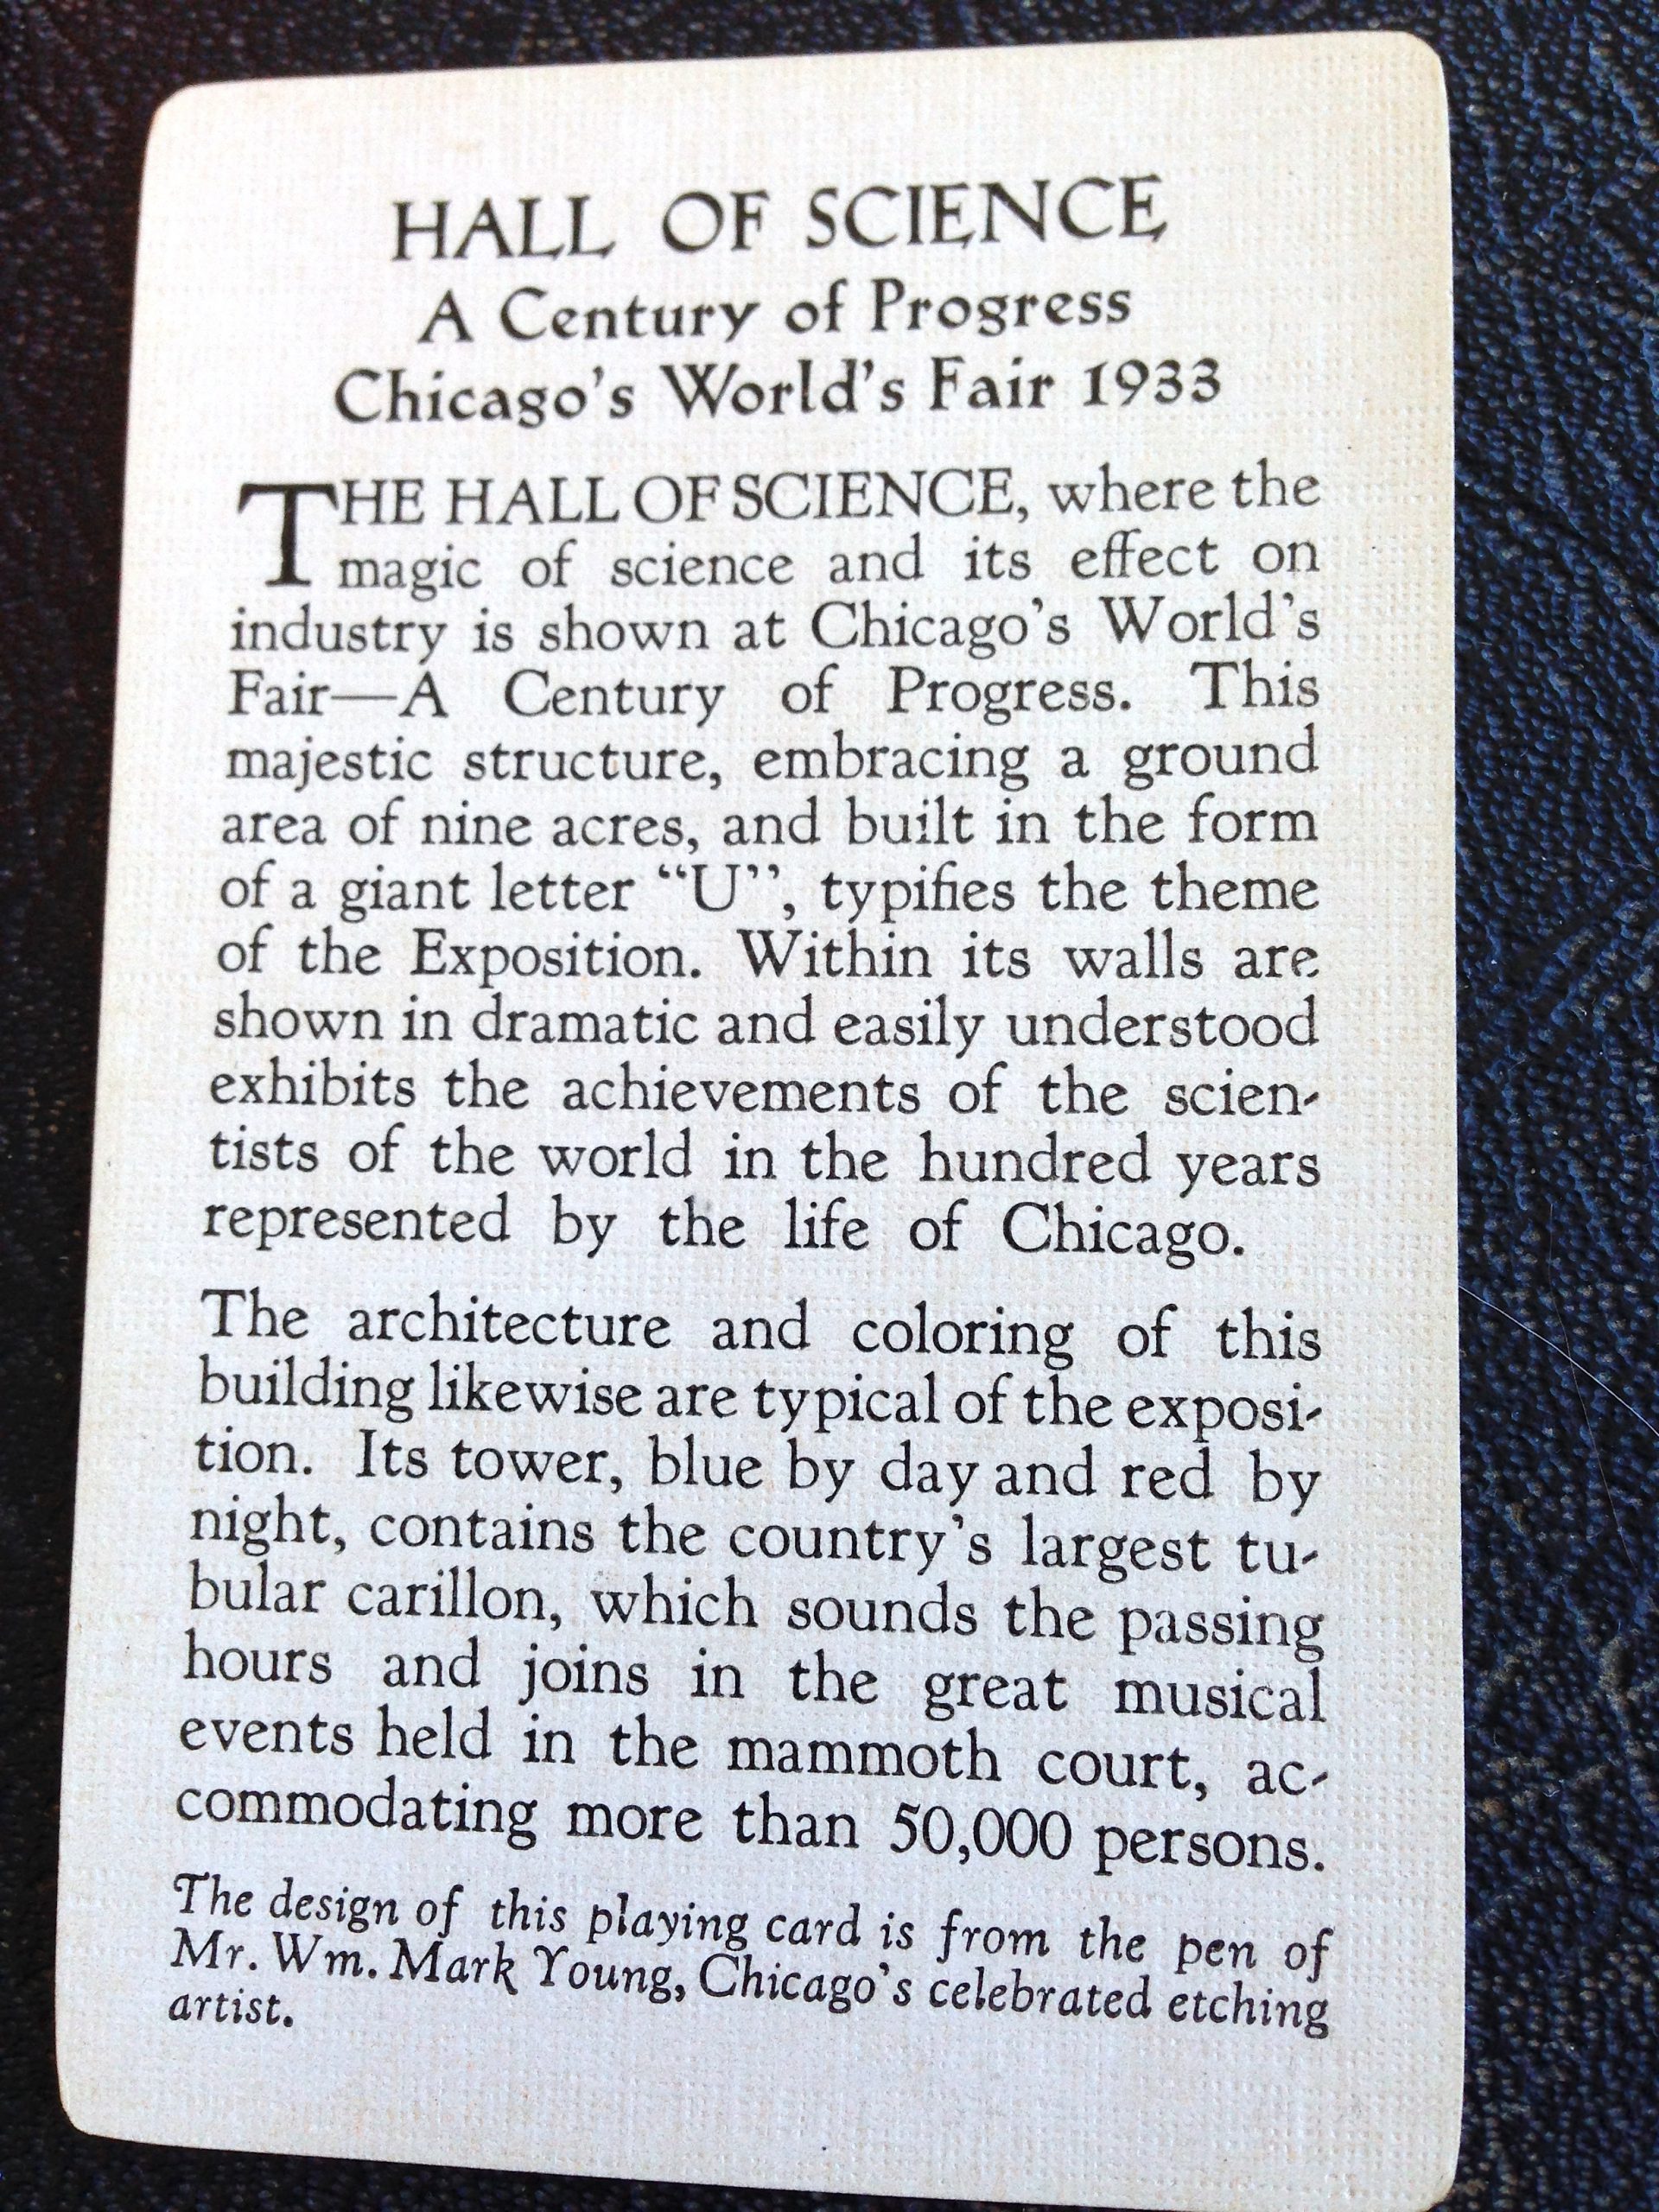 HALL OF SCIENCE
A Century of Progress
Chicago's World's Fair 1933
THE HALL OF SCIENCE, where the
magic of science and its effect on
industry is shown at Chicago's World's
Fair—A Century of Progress. This
majestic structure, embracing a ground
area of nine acres, and built in the form
of a giant letter “U”, typifies the theme
of the Exposition. Within its walls are
shown in dramatic and easily understood
exhibits the achievements of the scien-
tists of the world in the hundred years
represented by the life of Chicago.
The architecture and coloring of this
building likewise are typical of the exposi-
tion. Its tower, blue by day and red by
night, contains the country's largest tu-
bular carillon, which sounds the passing
hours and joins in the great musical
events held in the mammoth court, ac-
commodating more than 50,000 persons.
The design of this playing card is from the pen of
Mr. Wm. Mark Young, Chicago's celebrated etching
artist.